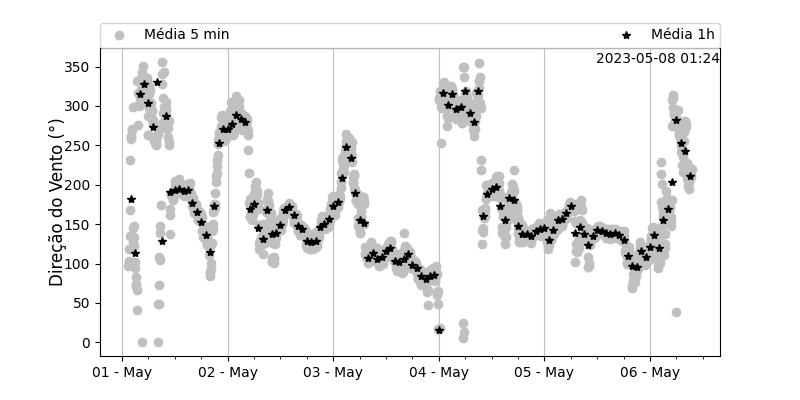 Média 5 min
Média 1h
2023-05-08 01:24
Direção do Vento (°)
350
300
250
200
150
100
50
0
01 - May
02 - May
03 - May
04 - May
05 - May
06 - May